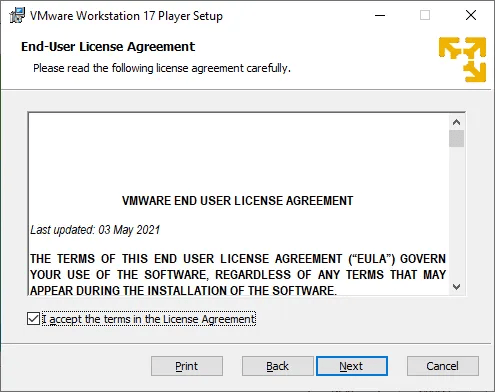 VMware Workstation 17 Player Setup
End-User License Agreement
Please read the following license agreement carefully.
VMWARE END USER LICENSE AGREEMENT
Last updated: 03 May 2021
THE TERMS OF THIS END USER LICENSE AGREEMENT (“EULA”) GOVERN
YOUR USE OF THE SOFTWARE, REGARDLESS OF ANY TERMS THAT MAY
APPEAR DURING THE INSTALLATION OF THE SOFTWARE.
I accept the terms in the License Agreement
Print
Back
Next
Cancel